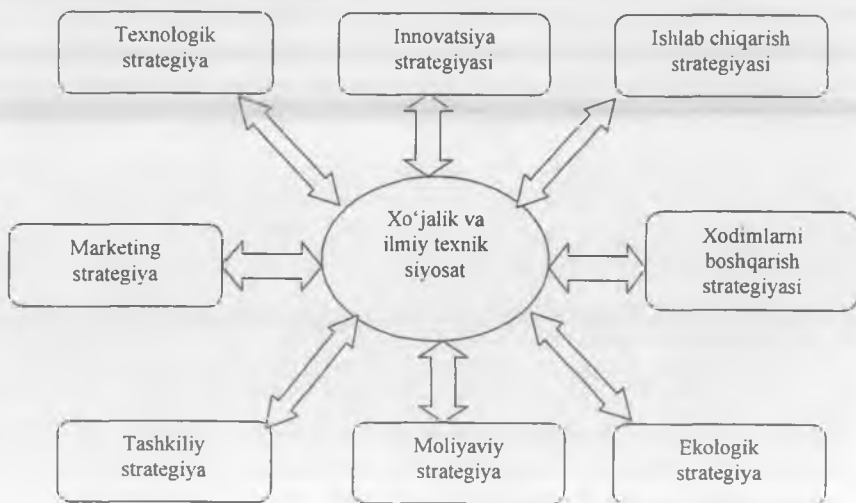 Texnologik
strategiya
Innovatsiya
strategiyasi
Ishlab chiqarish
strategiyasi
Marketing
strategiya
Xo‘jalik va
ilmiy texnik
siyosat
Xodimlarni
boshqarish
strategiyasi
Tashkiliy
strategiya
Moliyaviy
strategiya
Ekologik
strategiya